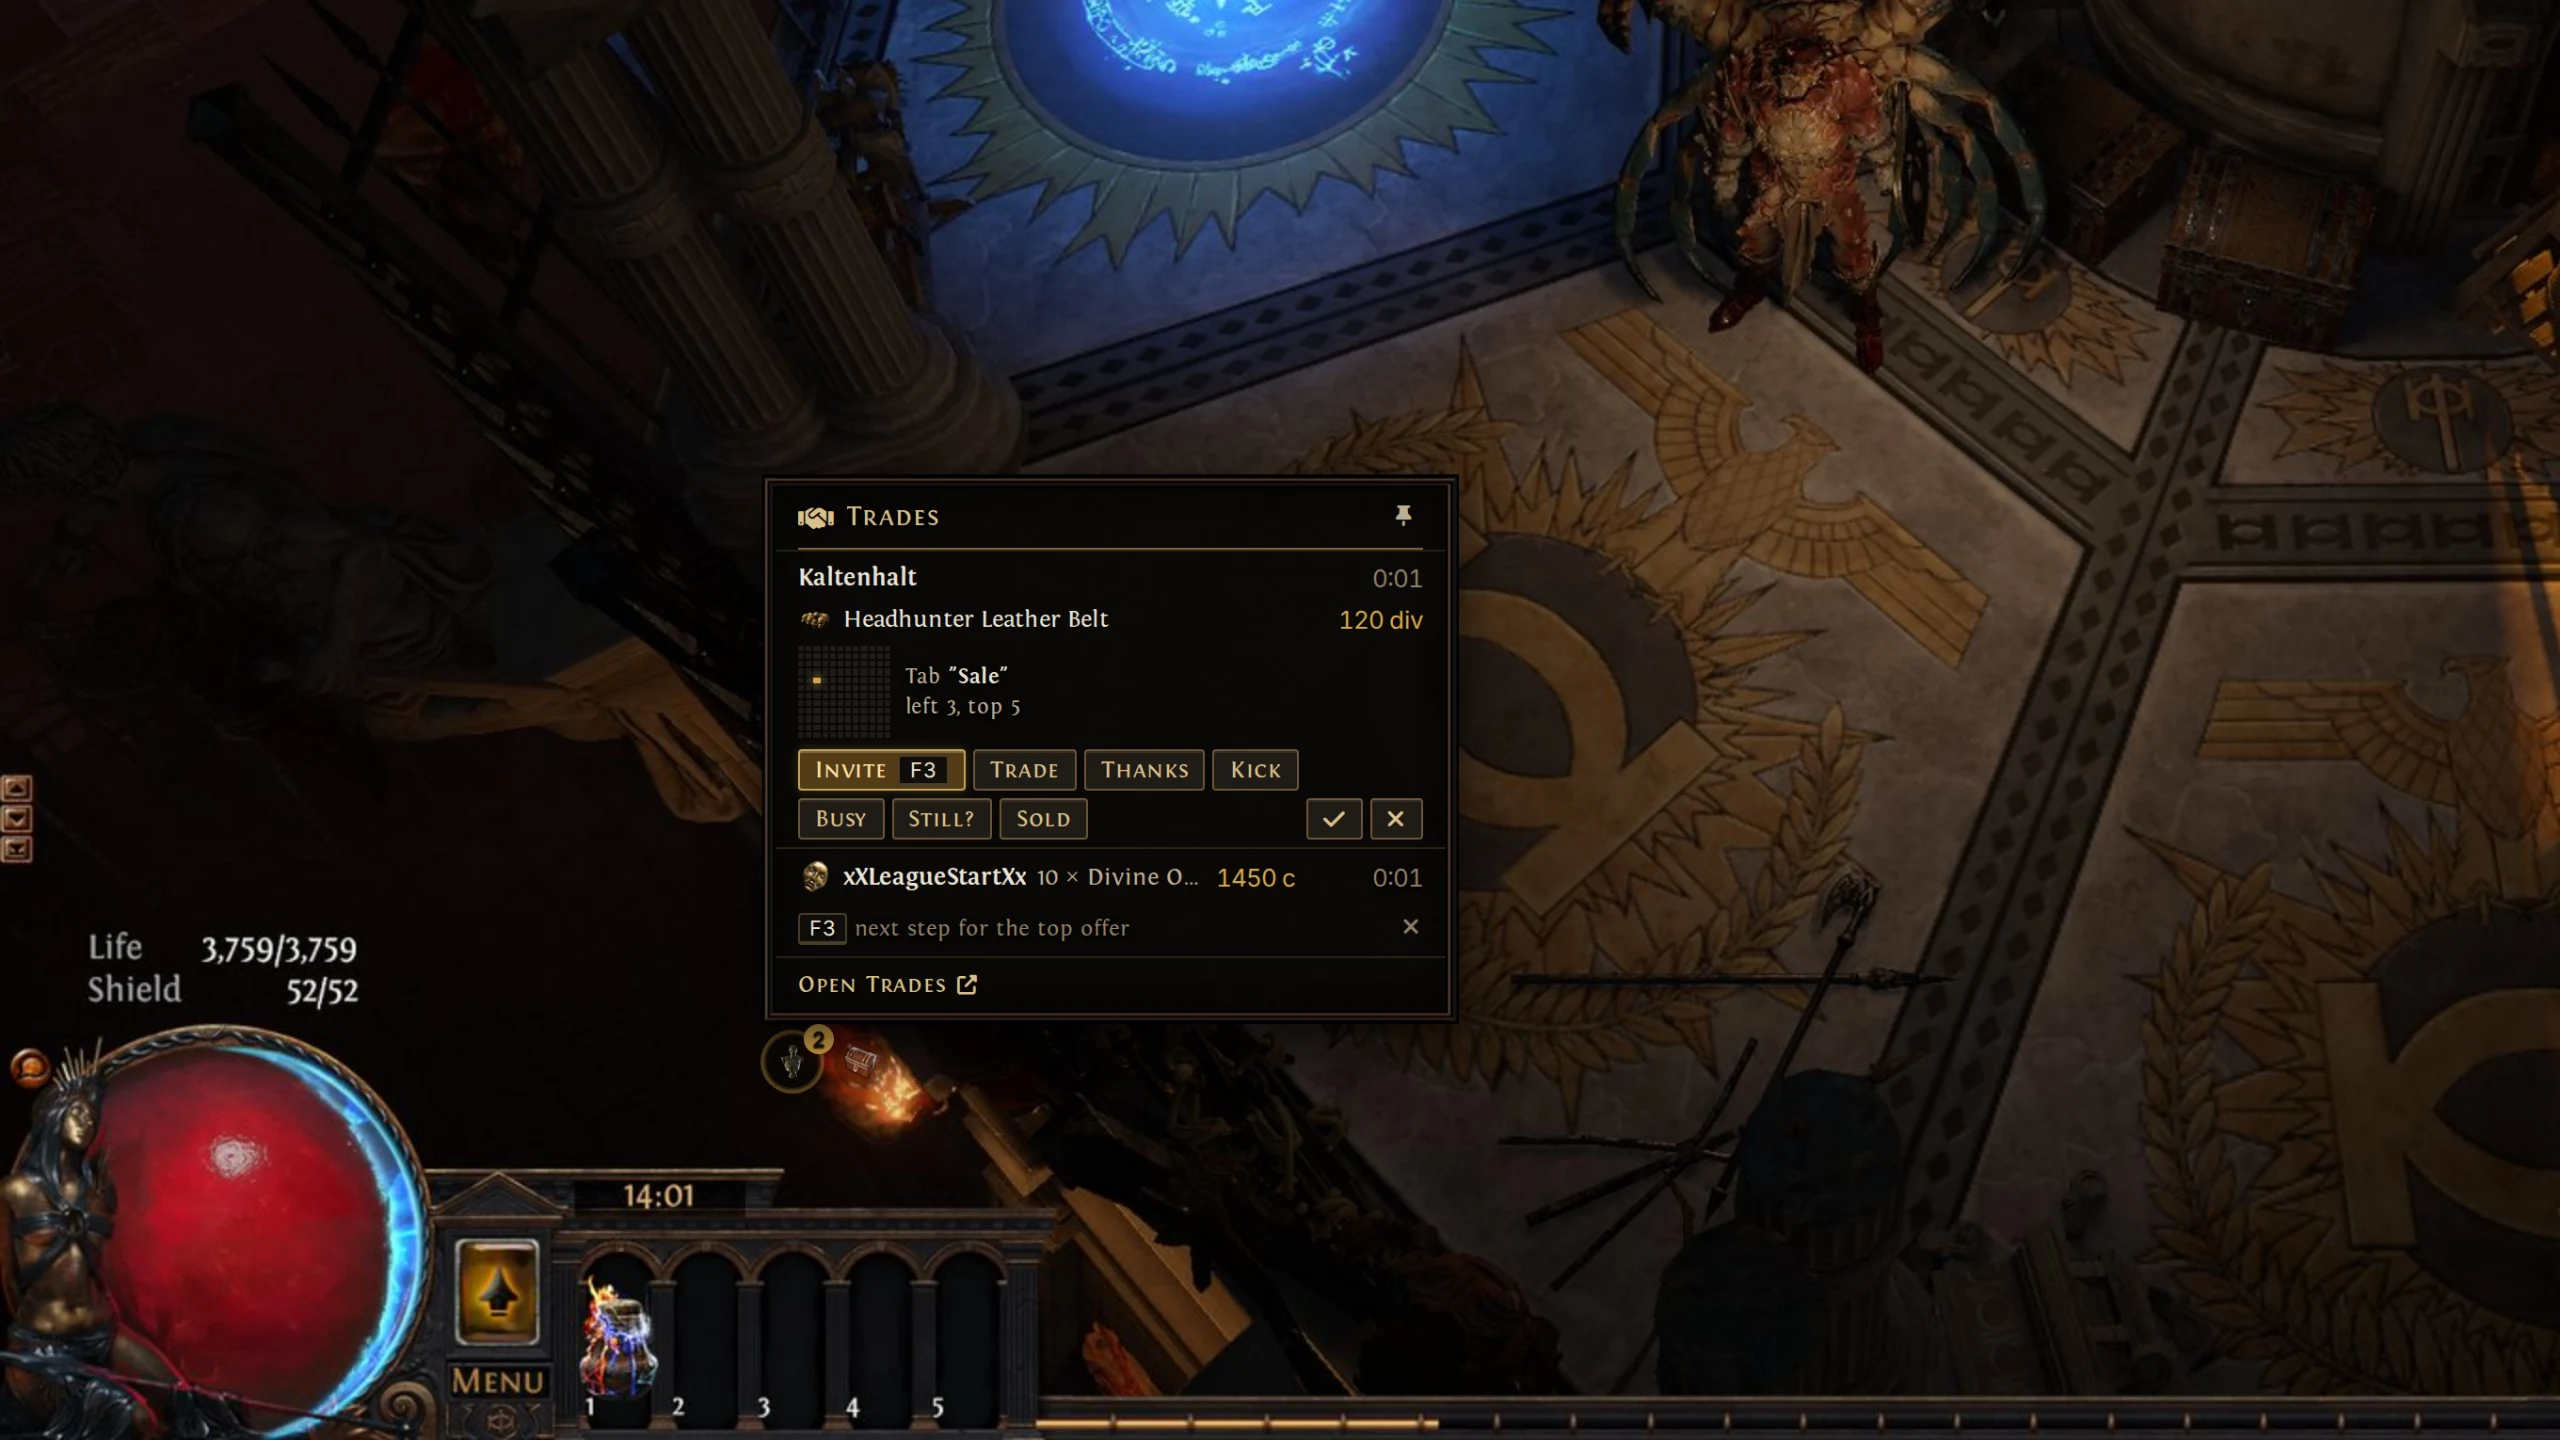 TRADES
Kaltenhalt 0:01
Headhunter Leather Belt 120 div
Tab "Sale"
left 3, top 5
INVITE F3 TRADE THANKS KICK
BUSY STILL? SOLD
xXLeagueStartXx 10 × Divine O... 1450 c 0:01
F3 next step for the top offer
OPEN TRADES
Life 3,759/3,759
Shield 52/52
2
14:01
MENU
1 2 3 4 5